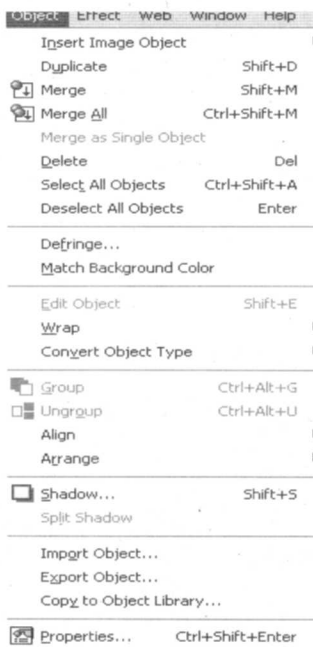 Object Effect Web Window Help
Insert Image Object
Duplicate Shift+D
Merge Shift+M
Merge All Ctrl+Shift+M
Merge as Single Object
Delete Del
Select All Objects Ctrl+Shift+A
Deselect All Objects Enter
Defringe...
Match Background Color
Edit Object Shift+E
Wrap
Convert Object Type
Group Ctrl+Alt+G
Ungroup Ctrl+Alt+U
Align
Arrange
Shadow... Shift+S
Split Shadow
Import Object...
Export Object...
Copy to Object Library...
Properties... Ctrl+Shift+Enter